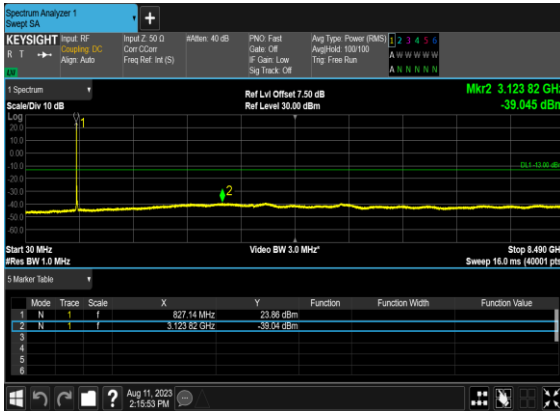 Spectrum Analyzer 1
Swept SA
+
KEYSIGHT Input: RF Input Z: 50 Ω #Atten: 40 dB PNO: Fast Avg Type: Power (RMS) 1 2 3 4 5 6
R T Coupling: DC Corr CCorr Gate: Off Avg|Hold: 100/100 A W W W W W
Align: Auto Freq Ref: Int (S) IF Gain: Low Trig: Free Run
LXI Sig Track: Off A N N N N N
1 Spectrum Ref Lvl Offset 7.50 dB Mkr2 3.123 82 GHz
Scale/Div 10 dB Ref Level 30.00 dBm -39.045 dBm
Log
1
20.0
10.0
0.00
-10.0
DL1 -13.00 dBm
-20.0
-30.0
2
-40.0
-50.0
-60.0
Start 30 MHz Video BW 3.0 MHz* Stop 8.490 GHz
#Res BW 1.0 MHz Sweep 16.0 ms (40001 pts)
5 Marker Table
Mode Trace Scale X Y Function Function Width Function Value
1 N 1 f 827.14 MHz 23.86 dBm
2 N 1 f 3.123 82 GHz -39.04 dBm
3
4
5
6
? Aug 11, 2023
2:15:53 PM